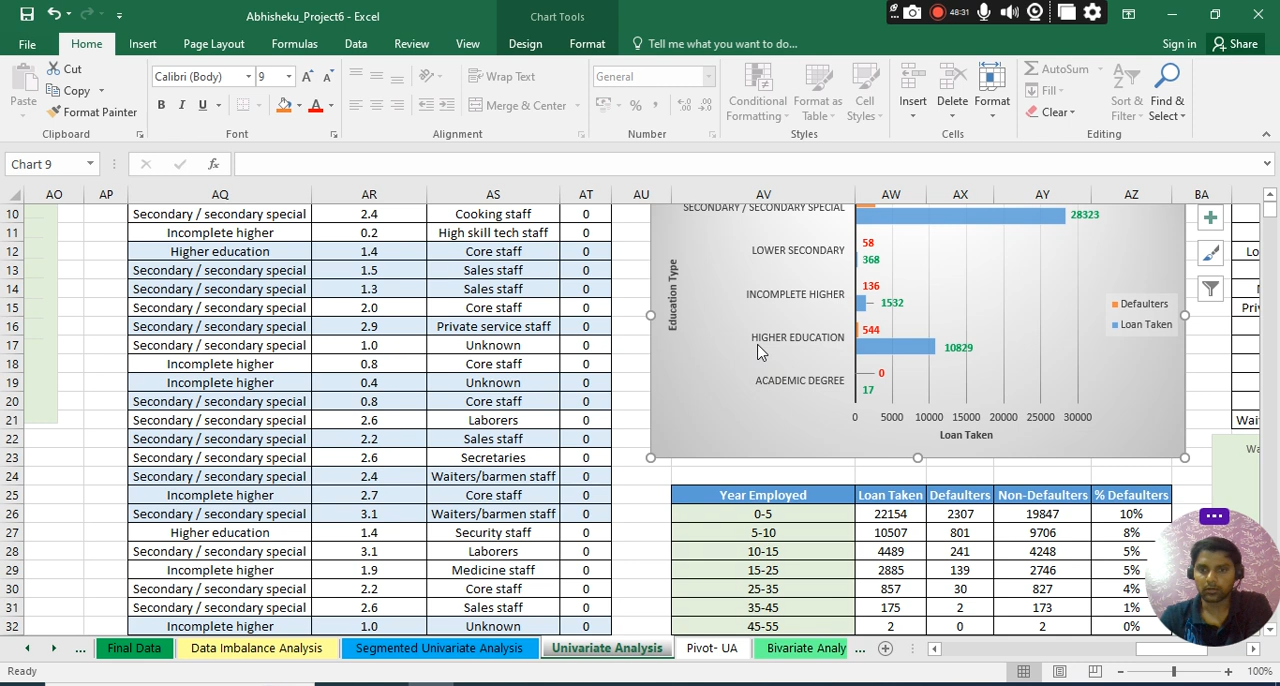 Abhisheku_Project6 - Excel
Chart Tools
48:31
File Home Insert Page Layout Formulas Data Review View Design Format Tell me what you want to do... Sign in Share
Paste Cut Copy Format Painter
Calibri (Body) 9
B I U
Wrap Text
Merge & Center
General
Conditional Formatting Format as Table Cell Styles
Insert Delete Format
AutoSum Fill Clear
Sort & Filter Find & Select
Clipboard Font Alignment Number Styles Cells Editing
Chart 9 fx
AO AP AQ AR AS AT AU AV AW AX AY AZ BA
10 Secondary / secondary special 2.4 Cooking staff 0
11 Incomplete higher 0.2 High skill tech staff 0
12 Higher education 1.4 Core staff 0
13 Secondary / secondary special 1.5 Sales staff 0
14 Secondary / secondary special 1.3 Sales staff 0
15 Secondary / secondary special 2.0 Core staff 0
16 Secondary / secondary special 2.9 Private service staff 0
17 Secondary / secondary special 1.0 Unknown 0
18 Incomplete higher 0.8 Core staff 0
19 Incomplete higher 0.4 Unknown 0
20 Secondary / secondary special 0.8 Core staff 0
21 Secondary / secondary special 2.6 Laborers 0
22 Secondary / secondary special 2.2 Sales staff 0
23 Secondary / secondary special 2.6 Secretaries 0
24 Secondary / secondary special 2.4 Waiters/barmen staff 0
25 Incomplete higher 2.7 Core staff 0
26 Secondary / secondary special 3.1 Waiters/barmen staff 0
27 Higher education 1.4 Security staff 0
28 Secondary / secondary special 3.1 Laborers 0
29 Incomplete higher 1.9 Medicine staff 0
30 Secondary / secondary special 2.2 Core staff 0
31 Secondary / secondary special 2.6 Sales staff 0
32 Incomplete higher 1.0 Unknown 0
Education Type
SECONDARY / SECONDARY SPECIAL 28323
LOWER SECONDARY 58 368
INCOMPLETE HIGHER 136 1532
HIGHER EDUCATION 544 10829
ACADEMIC DEGREE 0 17
0 5000 10000 15000 20000 25000 30000
Loan Taken
Defaulters
Loan Taken
Year Employed Loan Taken Defaulters Non-Defaulters % Defaulters
0-5 22154 2307 19847 10%
5-10 10507 801 9706 8%
10-15 4489 241 4248 5%
15-25 2885 139 2746 5%
25-35 857 30 827 4%
35-45 175 2 173 1%
45-55 2 0 2 0%
... Final Data Data Imbalance Analysis Segmented Univariate Analysis Univariate Analysis Pivot- UA Bivariate Analy ...
Ready 100%